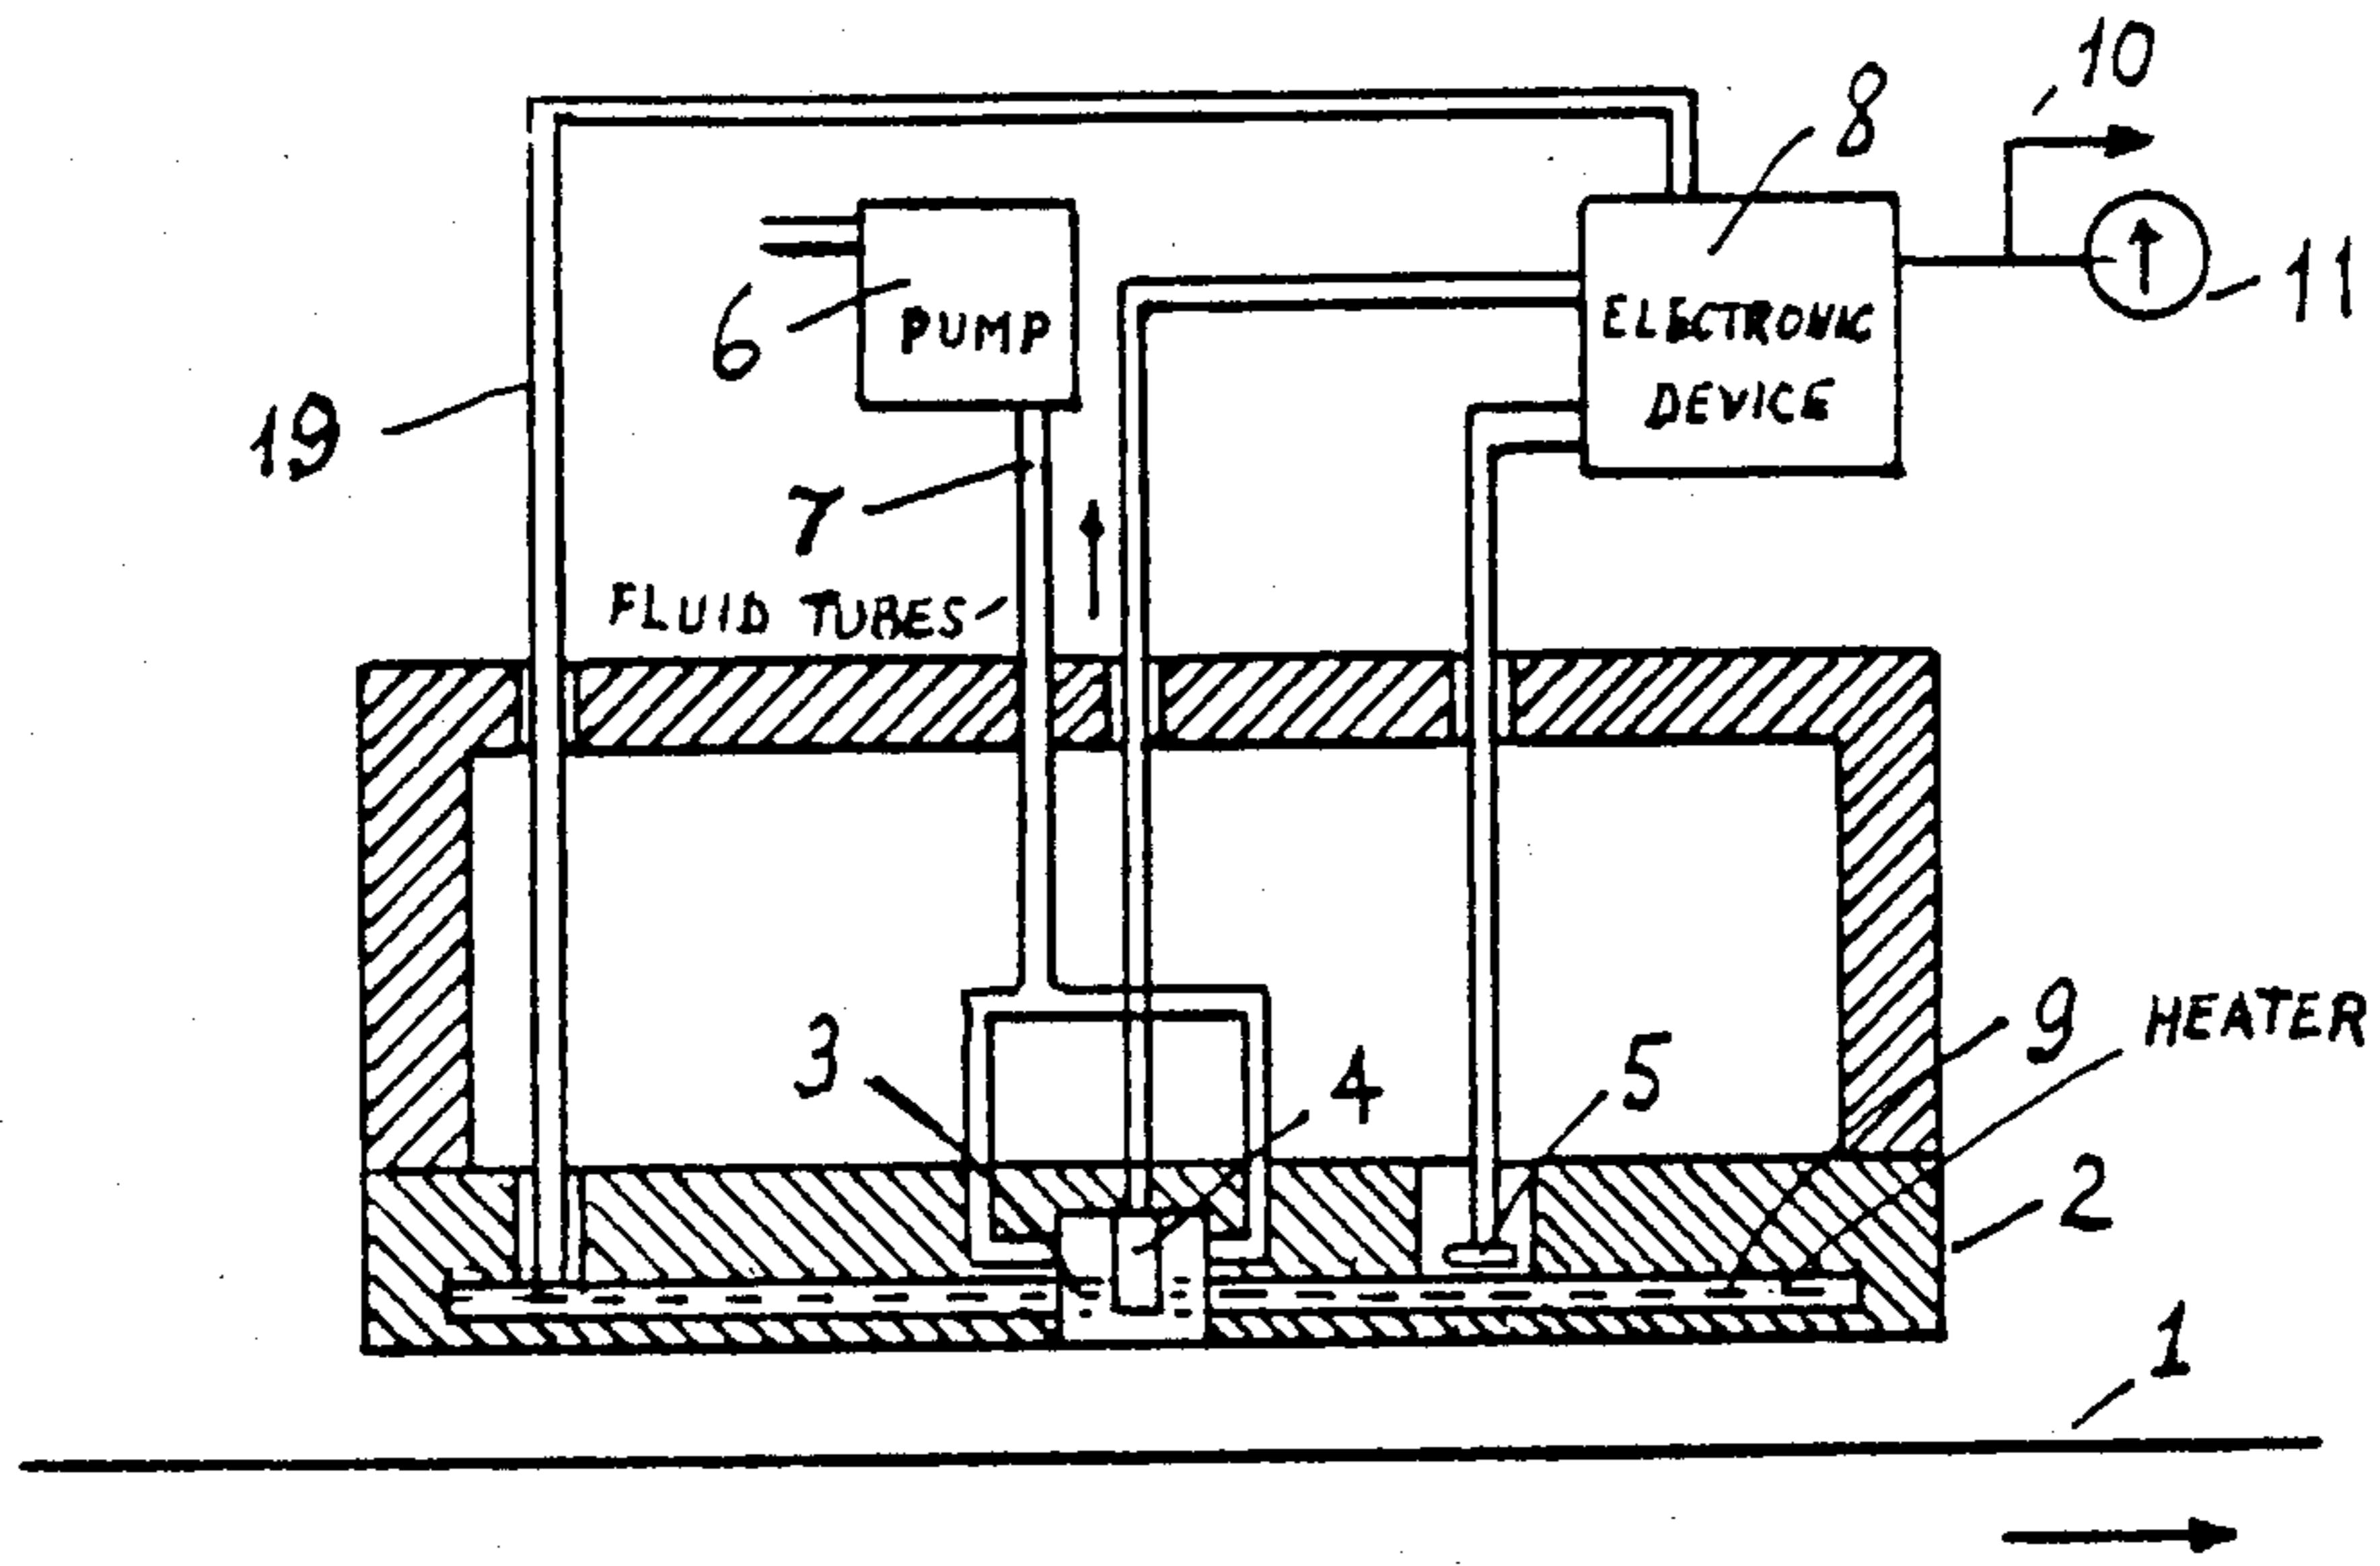 10
8
6
PUMP
11
ELECTRONIC
DEVICE
19
7
FLUID TUBES
3
4
5
9
HEATER
2
1